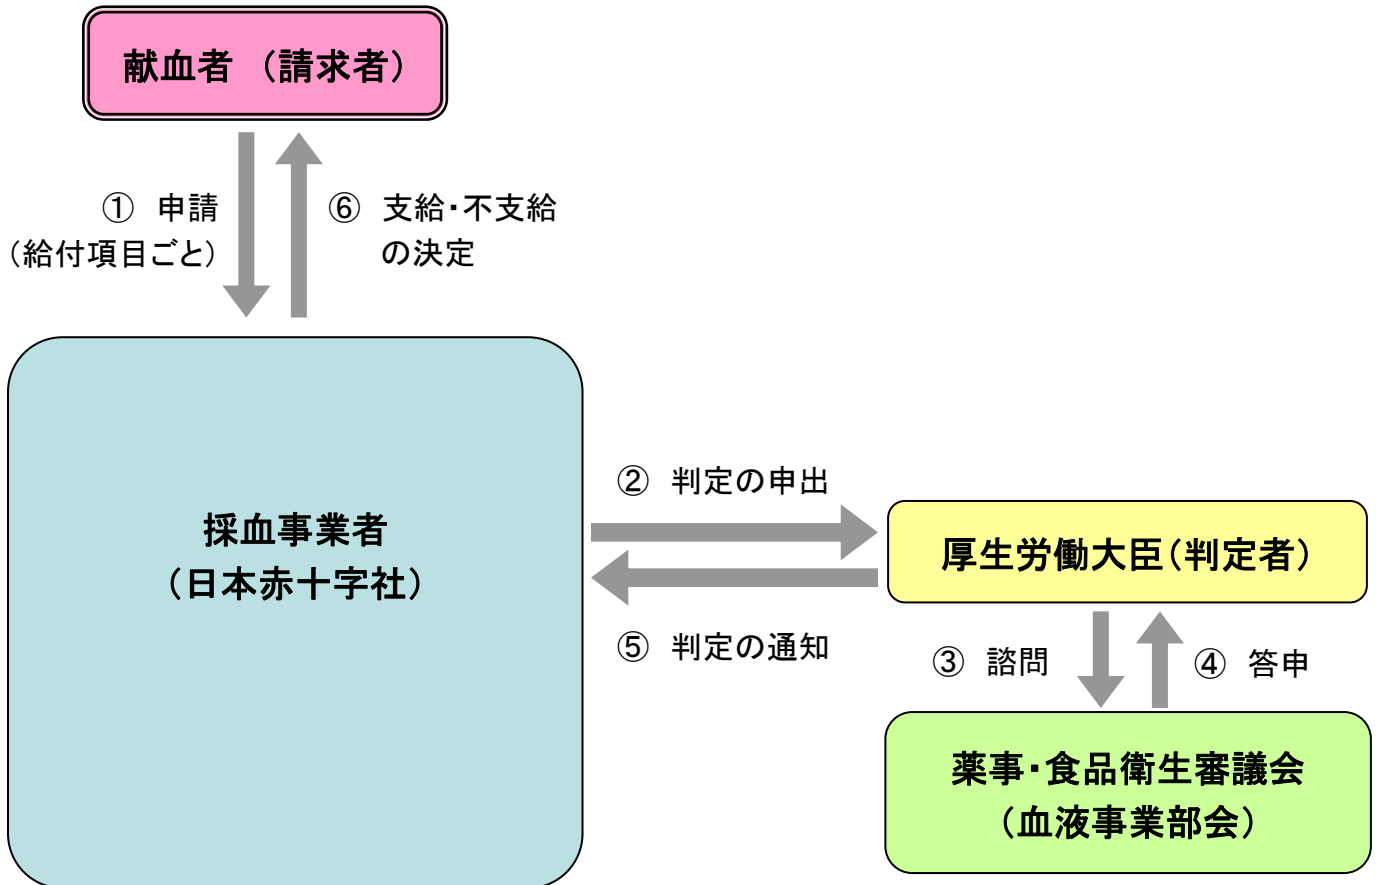 献血者 （請求者）
① 申請
（給付項目ごと）
⑥ 支給・不支給
の決定
採血事業者
（日本赤十字社）
② 判定の申出
⑤ 判定の通知
厚生労働大臣（判定者）
③ 諮問
④ 答申
薬事・食品衛生審議会
（血液事業部会）